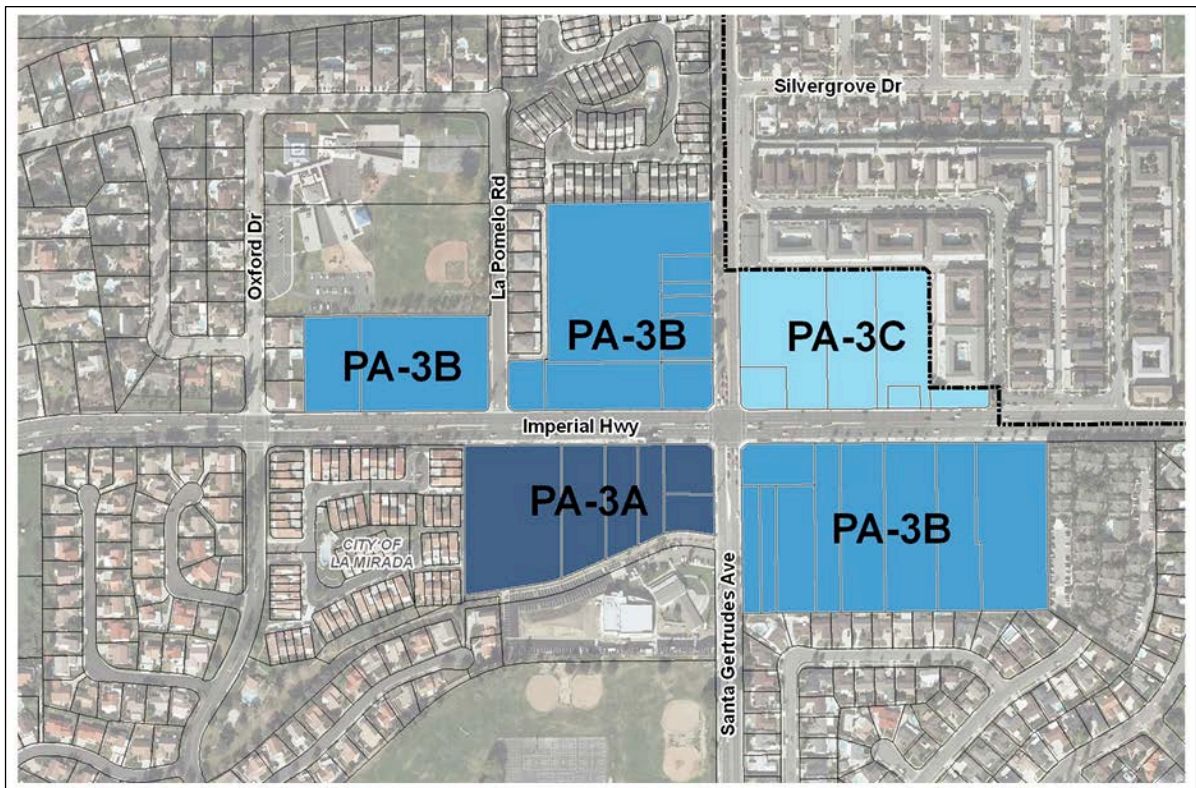 Silvergrove Dr
Oxford Dr
La Pomelo Rd
PA-3B
PA-3B
PA-3C
Imperial Hwy
PA-3A
PA-3B
CITY OF
LA MIRADA
Santa Gertrudes Ave